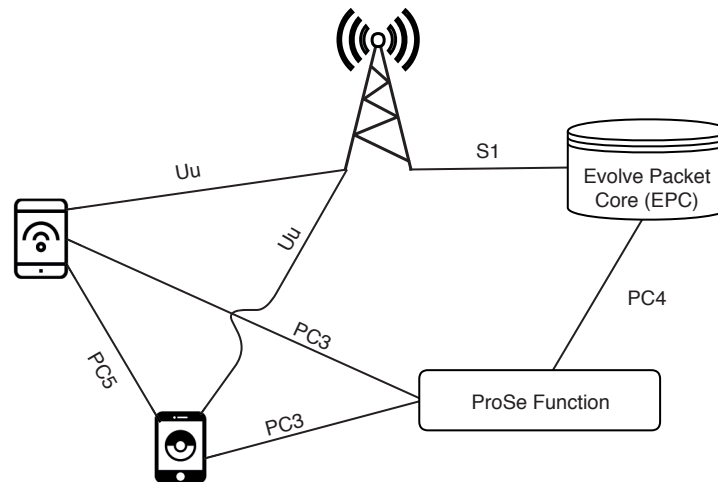 S1
Uu
Evolve Packet
Core (EPC)
Uu
PC4
PC3
PC5
ProSe Function
PC3